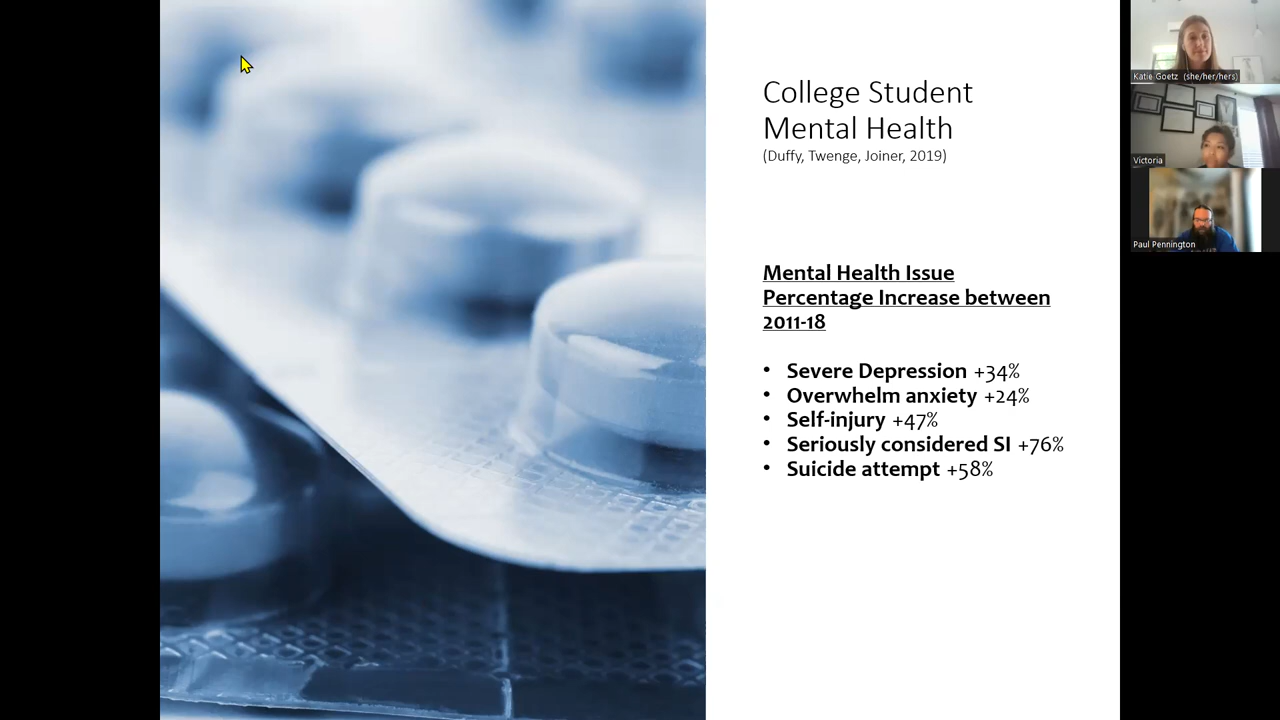 College Student
Mental Health
(Duffy, Twenge, Joiner, 2019)
Mental Health Issue
Percentage Increase between
2011-18
• Severe Depression +34%
• Overwhelm anxiety +24%
• Self-injury +47%
• Seriously considered SI +76%
• Suicide attempt +58%
Katie Goetz (she/her/hers)
Victoria
Paul Pennington